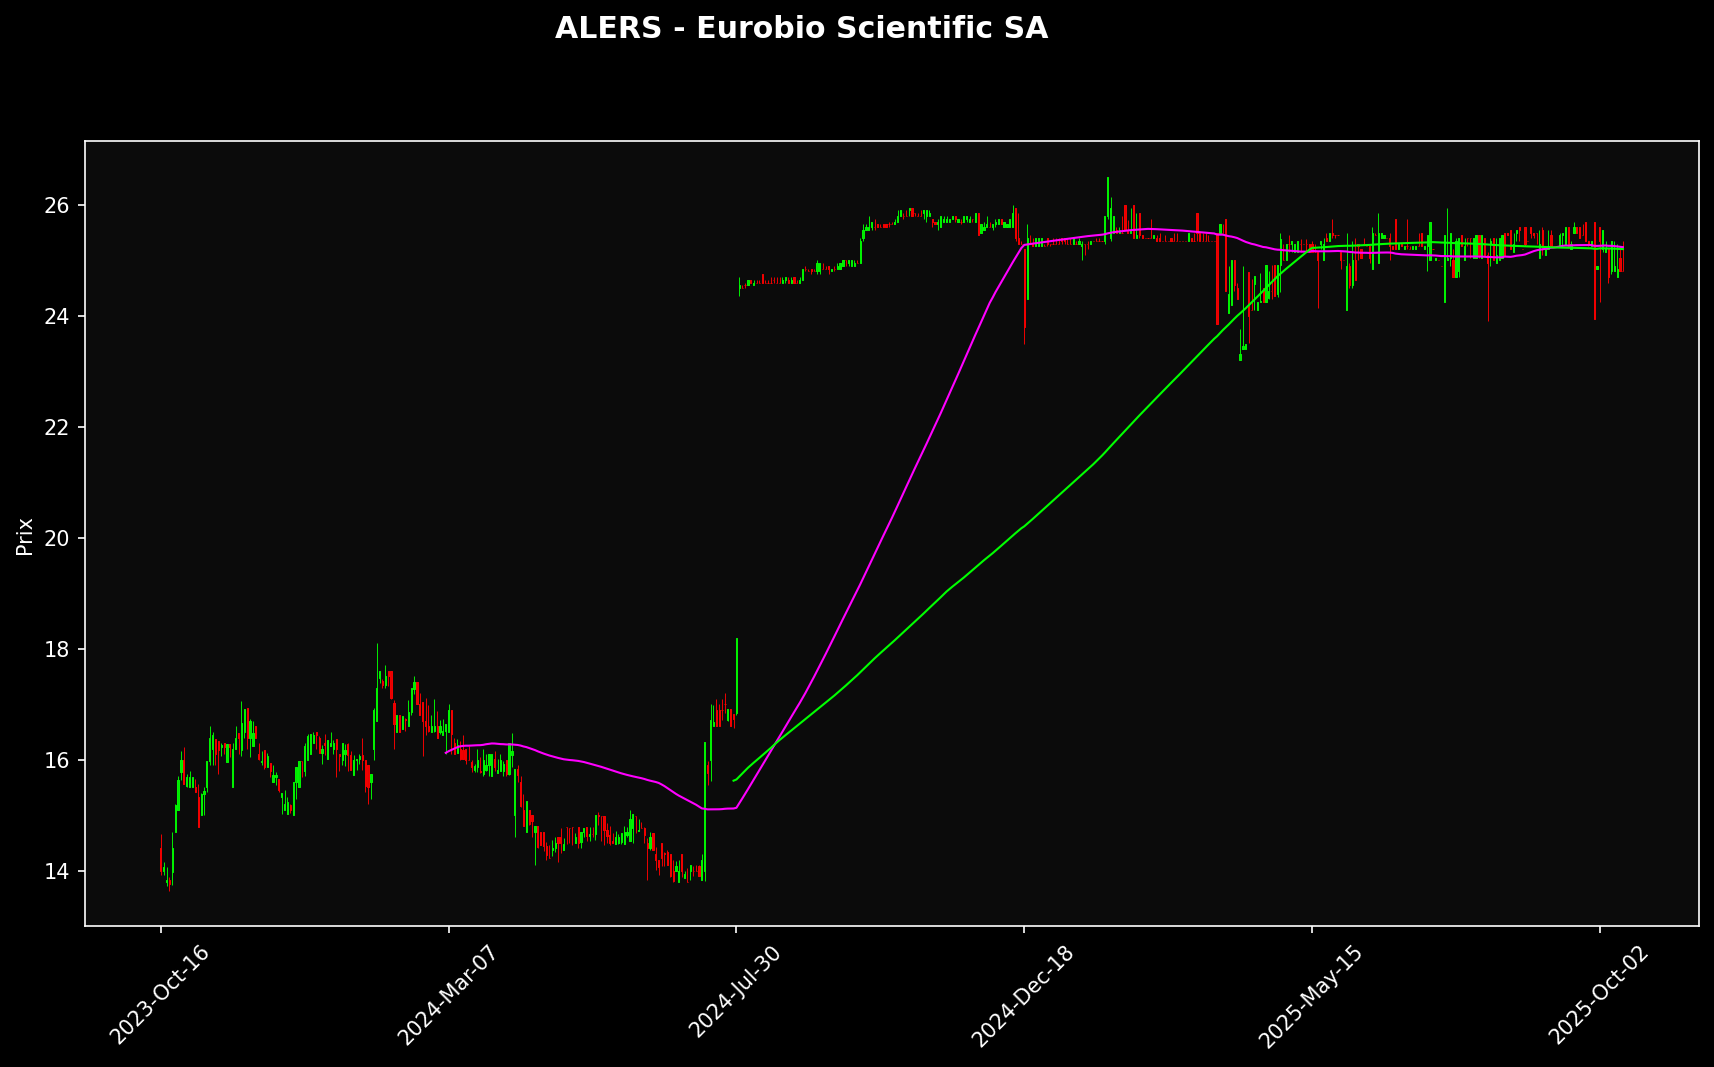 ALERS - Eurobio Scientific SA
26
24
22
20
18
16
14
Prix
2023-Oct-16
2024-Mar-07
2024-Jul-30
2024-Dec-18
2025-May-15
2025-Oct-02